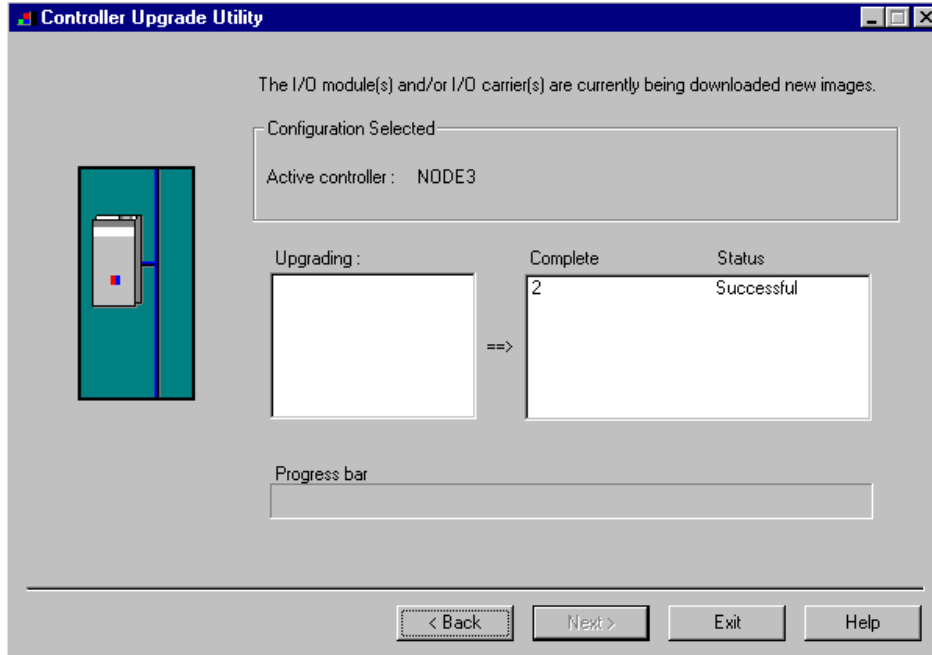 Controller Upgrade Utility
The I/O module(s) and/or I/O carrier(s) are currently being downloaded new images.
Configuration Selected
Active controller : NODE3
Upgrading :
Complete Status
2 Successful
==>
Progress bar
< Back Next > Exit Help